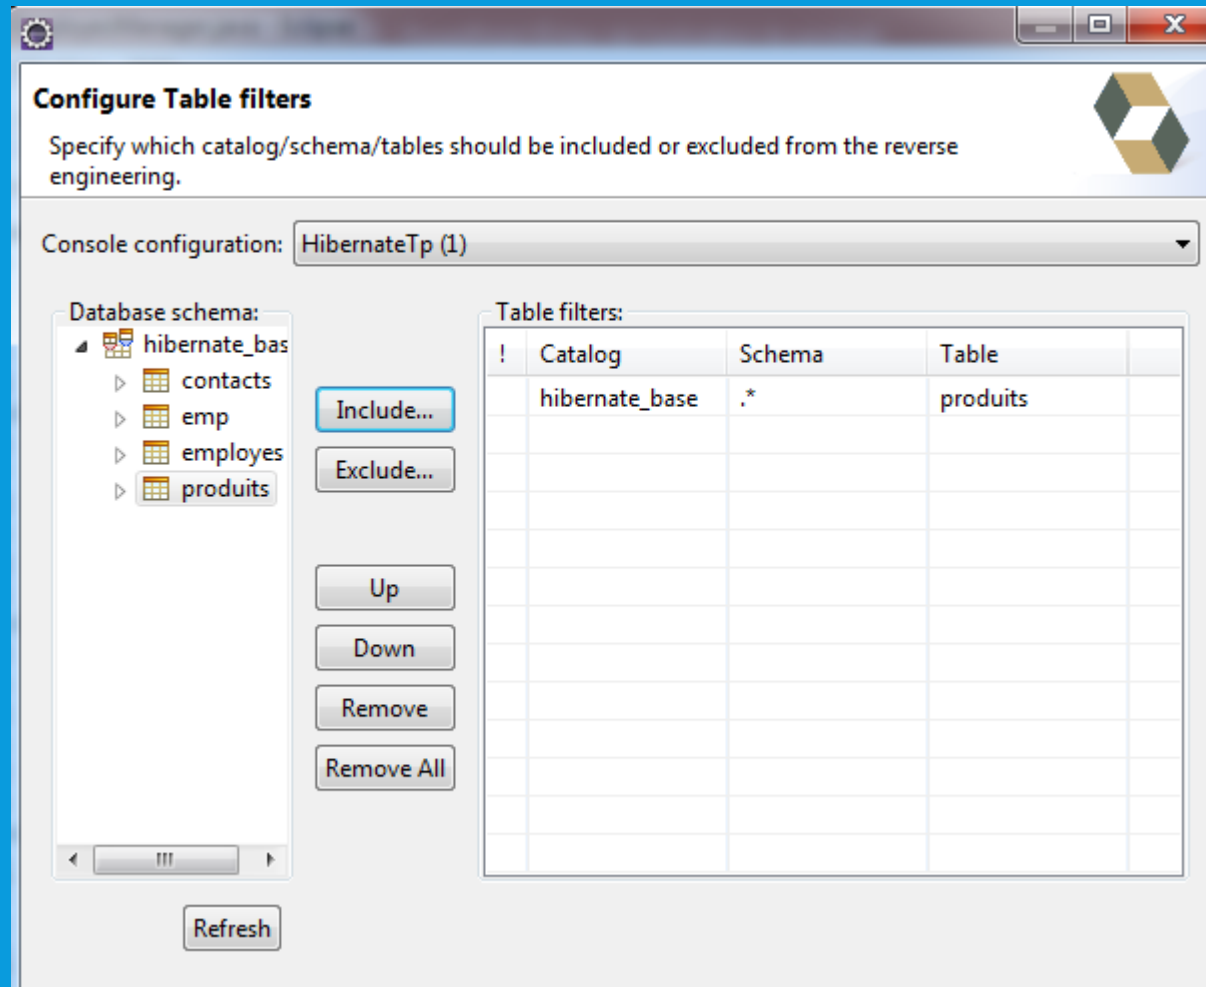 Configure Table filters
Specify which catalog/schema/tables should be included or excluded from the reverse
engineering.
Console configuration: HibernateTp (1)
Database schema:
hibernate_bas
contacts
emp
employes
produits
Include...
Exclude...
Up
Down
Remove
Remove All
Refresh
Table filters:
! Catalog Schema Table
hibernate_base .* produits